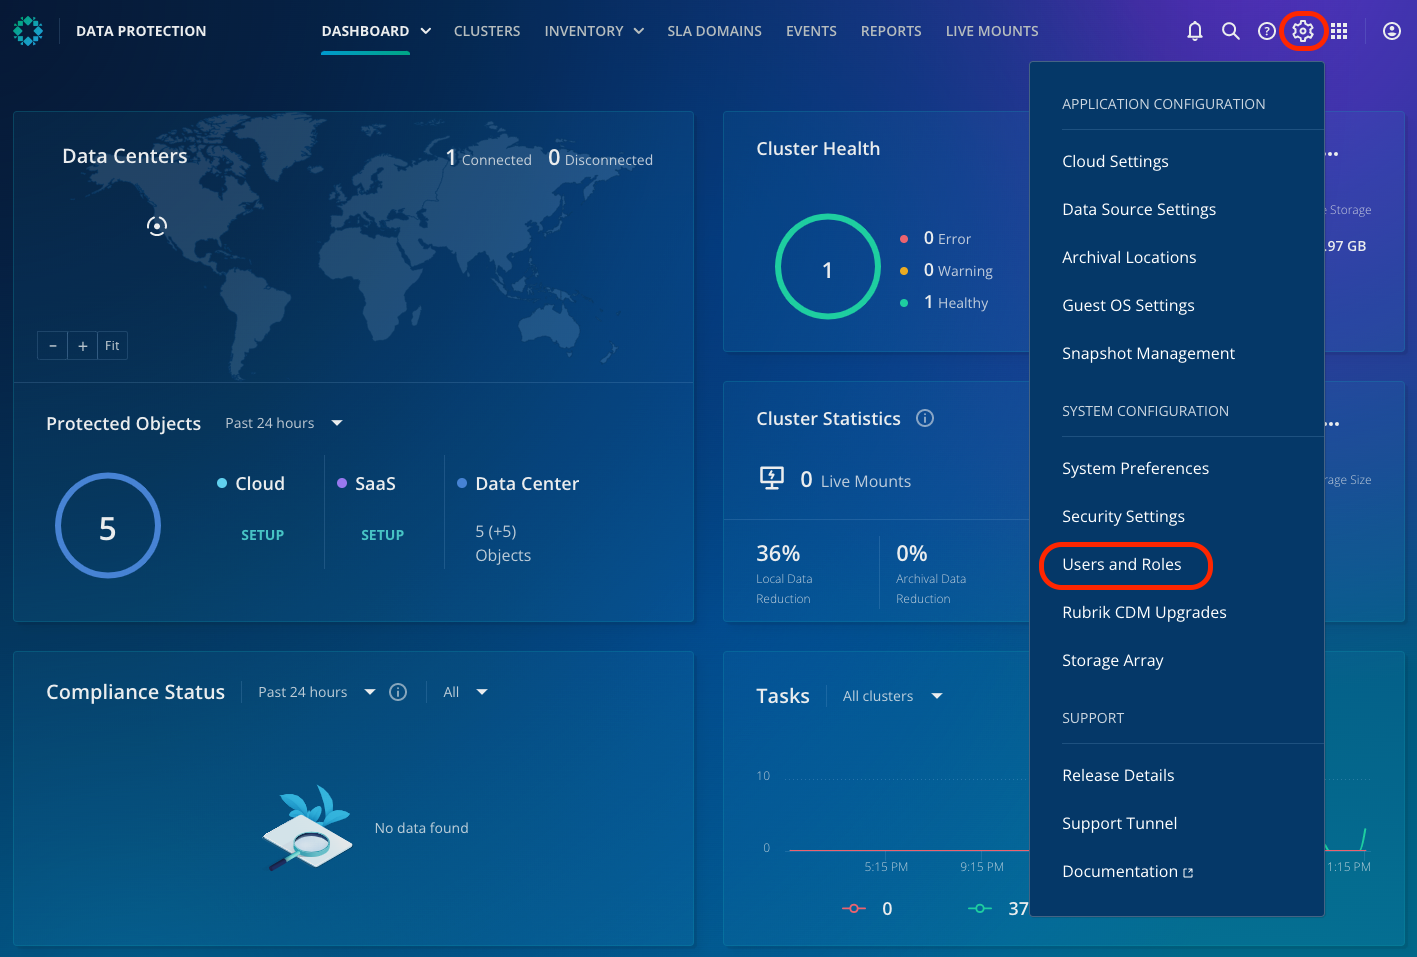 DATA PROTECTION
DASHBOARD CLUSTERS INVENTORY SLA DOMAINS EVENTS REPORTS LIVE MOUNTS
Data Centers
1 Connected 0 Disconnected
− + Fit
Protected Objects Past 24 hours
5
Cloud SaaS Data Center
SETUP SETUP 5 (+5)
Objects
Compliance Status Past 24 hours All
No data found
Cluster Health
1
0 Error
0 Warning
1 Healthy
Storage
.97 GB
Cluster Statistics
0 Live Mounts
36% 0%
Local Data Archival Data
Reduction Reduction
rage Size
Tasks All clusters
10
0
5:15 PM 9:15 PM 1:15 PM
0 37
APPLICATION CONFIGURATION
Cloud Settings
Data Source Settings
Archival Locations
Guest OS Settings
Snapshot Management
SYSTEM CONFIGURATION
System Preferences
Security Settings
Users and Roles
Rubrik CDM Upgrades
Storage Array
SUPPORT
Release Details
Support Tunnel
Documentation